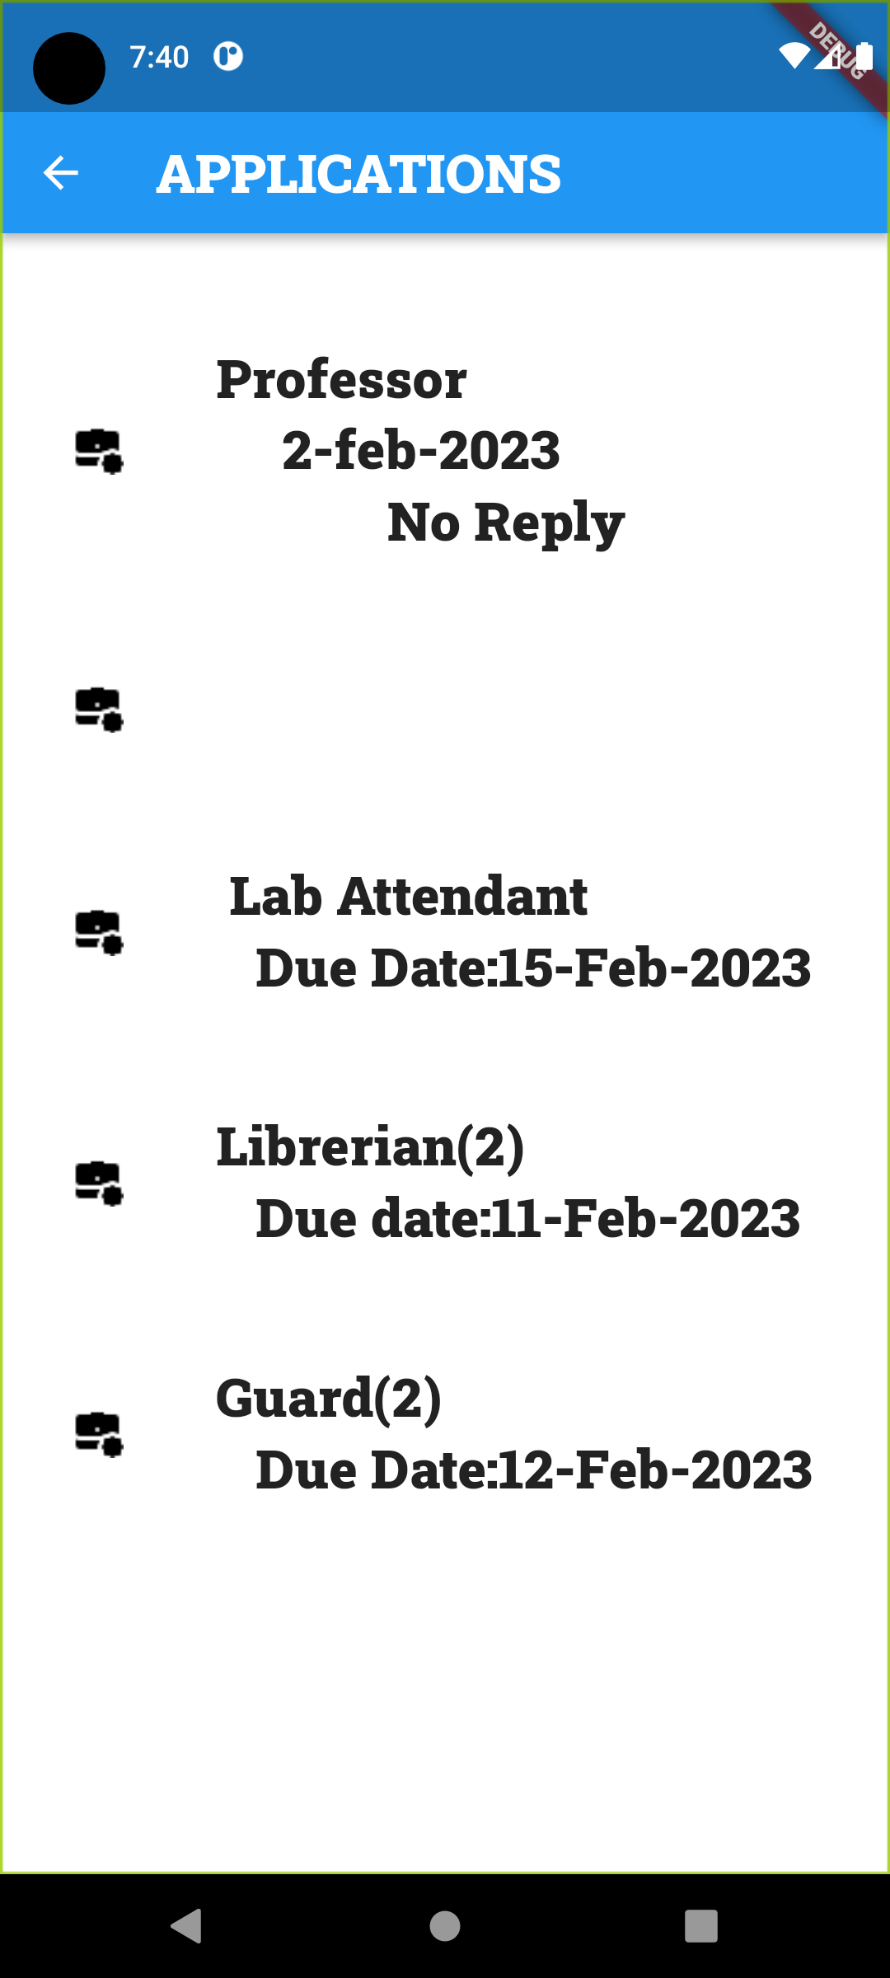 7:40
DEBUG
APPLICATIONS
Professor
2-feb-2023
No Reply
Lab Attendant
Due Date:15-Feb-2023
Librerian(2)
Due date:11-Feb-2023
Guard(2)
Due Date:12-Feb-2023